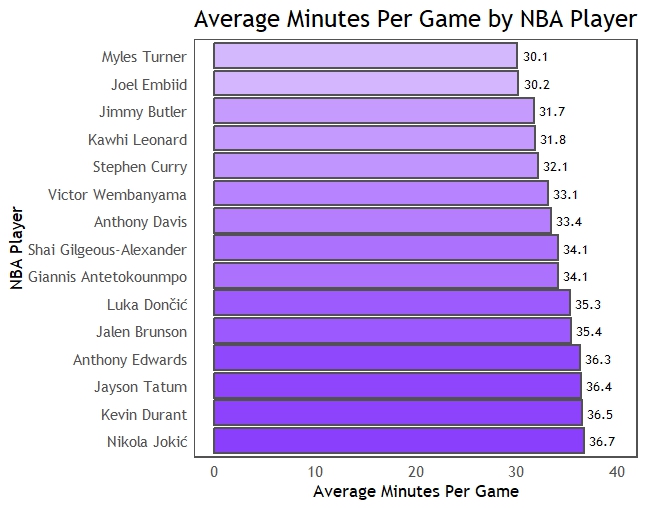 Average Minutes Per Game by NBA Player
NBA Player
Myles Turner 30.1
Joel Embiid 30.2
Jimmy Butler 31.7
Kawhi Leonard 31.8
Stephen Curry 32.1
Victor Wembanyama 33.1
Anthony Davis 33.4
Shai Gilgeous-Alexander 34.1
Giannis Antetokounmpo 34.1
Luka Dončić 35.3
Jalen Brunson 35.4
Anthony Edwards 36.3
Jayson Tatum 36.4
Kevin Durant 36.5
Nikola Jokić 36.7
0 10 20 30 40
Average Minutes Per Game